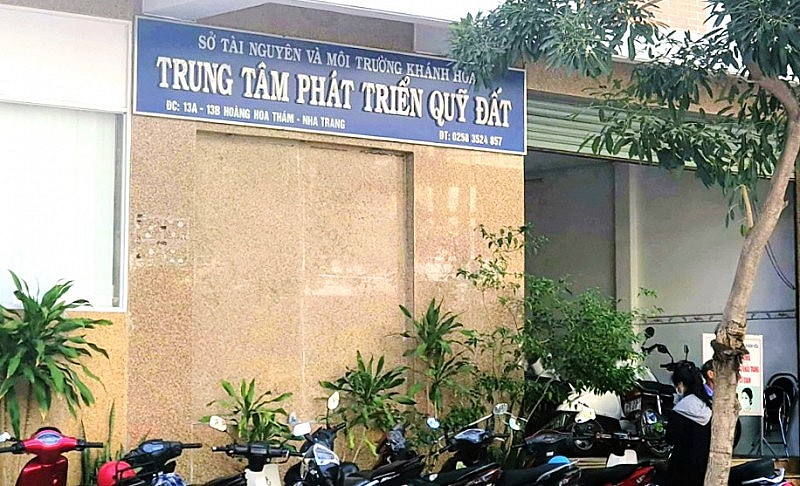 SỞ TÀI NGUYÊN VÀ MÔI TRƯỜNG KHÁNH HÒA
TRUNG TÂM PHÁT TRIỂN QUỸ ĐẤT
ĐC: 13A - 13B HOÀNG HOA THÁM - NHA TRANG
ĐT: 0258 3524 857